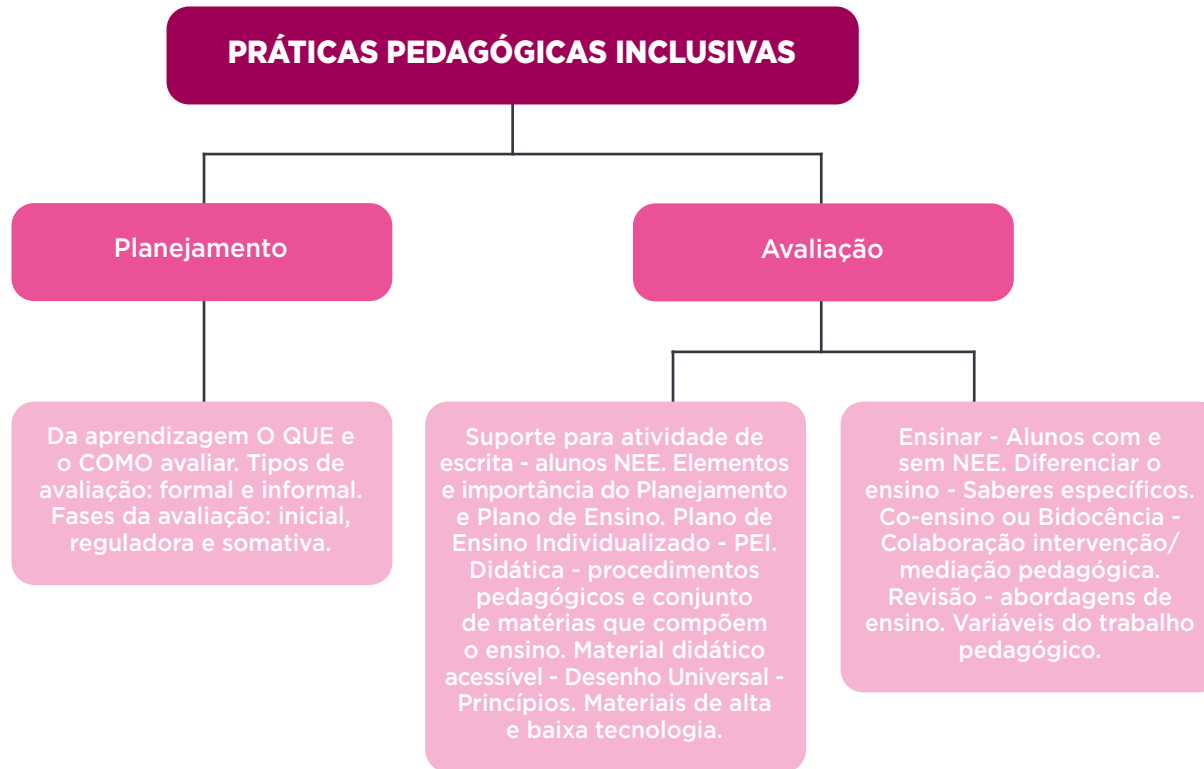 PRÁTICAS PEDAGÓGICAS INCLUSIVAS
Planejamento
Avaliação
Da aprendizagem O QUE e
o COMO avaliar. Tipos de
avaliação: formal e informal.
Fases da avaliação: inicial,
reguladora e somativa.
Suporte para atividade de
escrita - alunos NEE. Elementos
e importância do Planejamento
e Plano de Ensino. Plano de
Ensino Individualizado - PEI.
Didática - procedimentos
pedagógicos e conjunto
de matérias que compõem
o ensino. Material didático
acessível - Desenho Universal -
Princípios. Materiais de alta
e baixa tecnologia.
Ensinar - Alunos com e
sem NEE. Diferenciar o
ensino - Saberes específicos.
Co-ensino ou Bidocência -
Colaboração intervenção/
mediação pedagógica.
Revisão - abordagens de
ensino. Variáveis do trabalho
pedagógico.